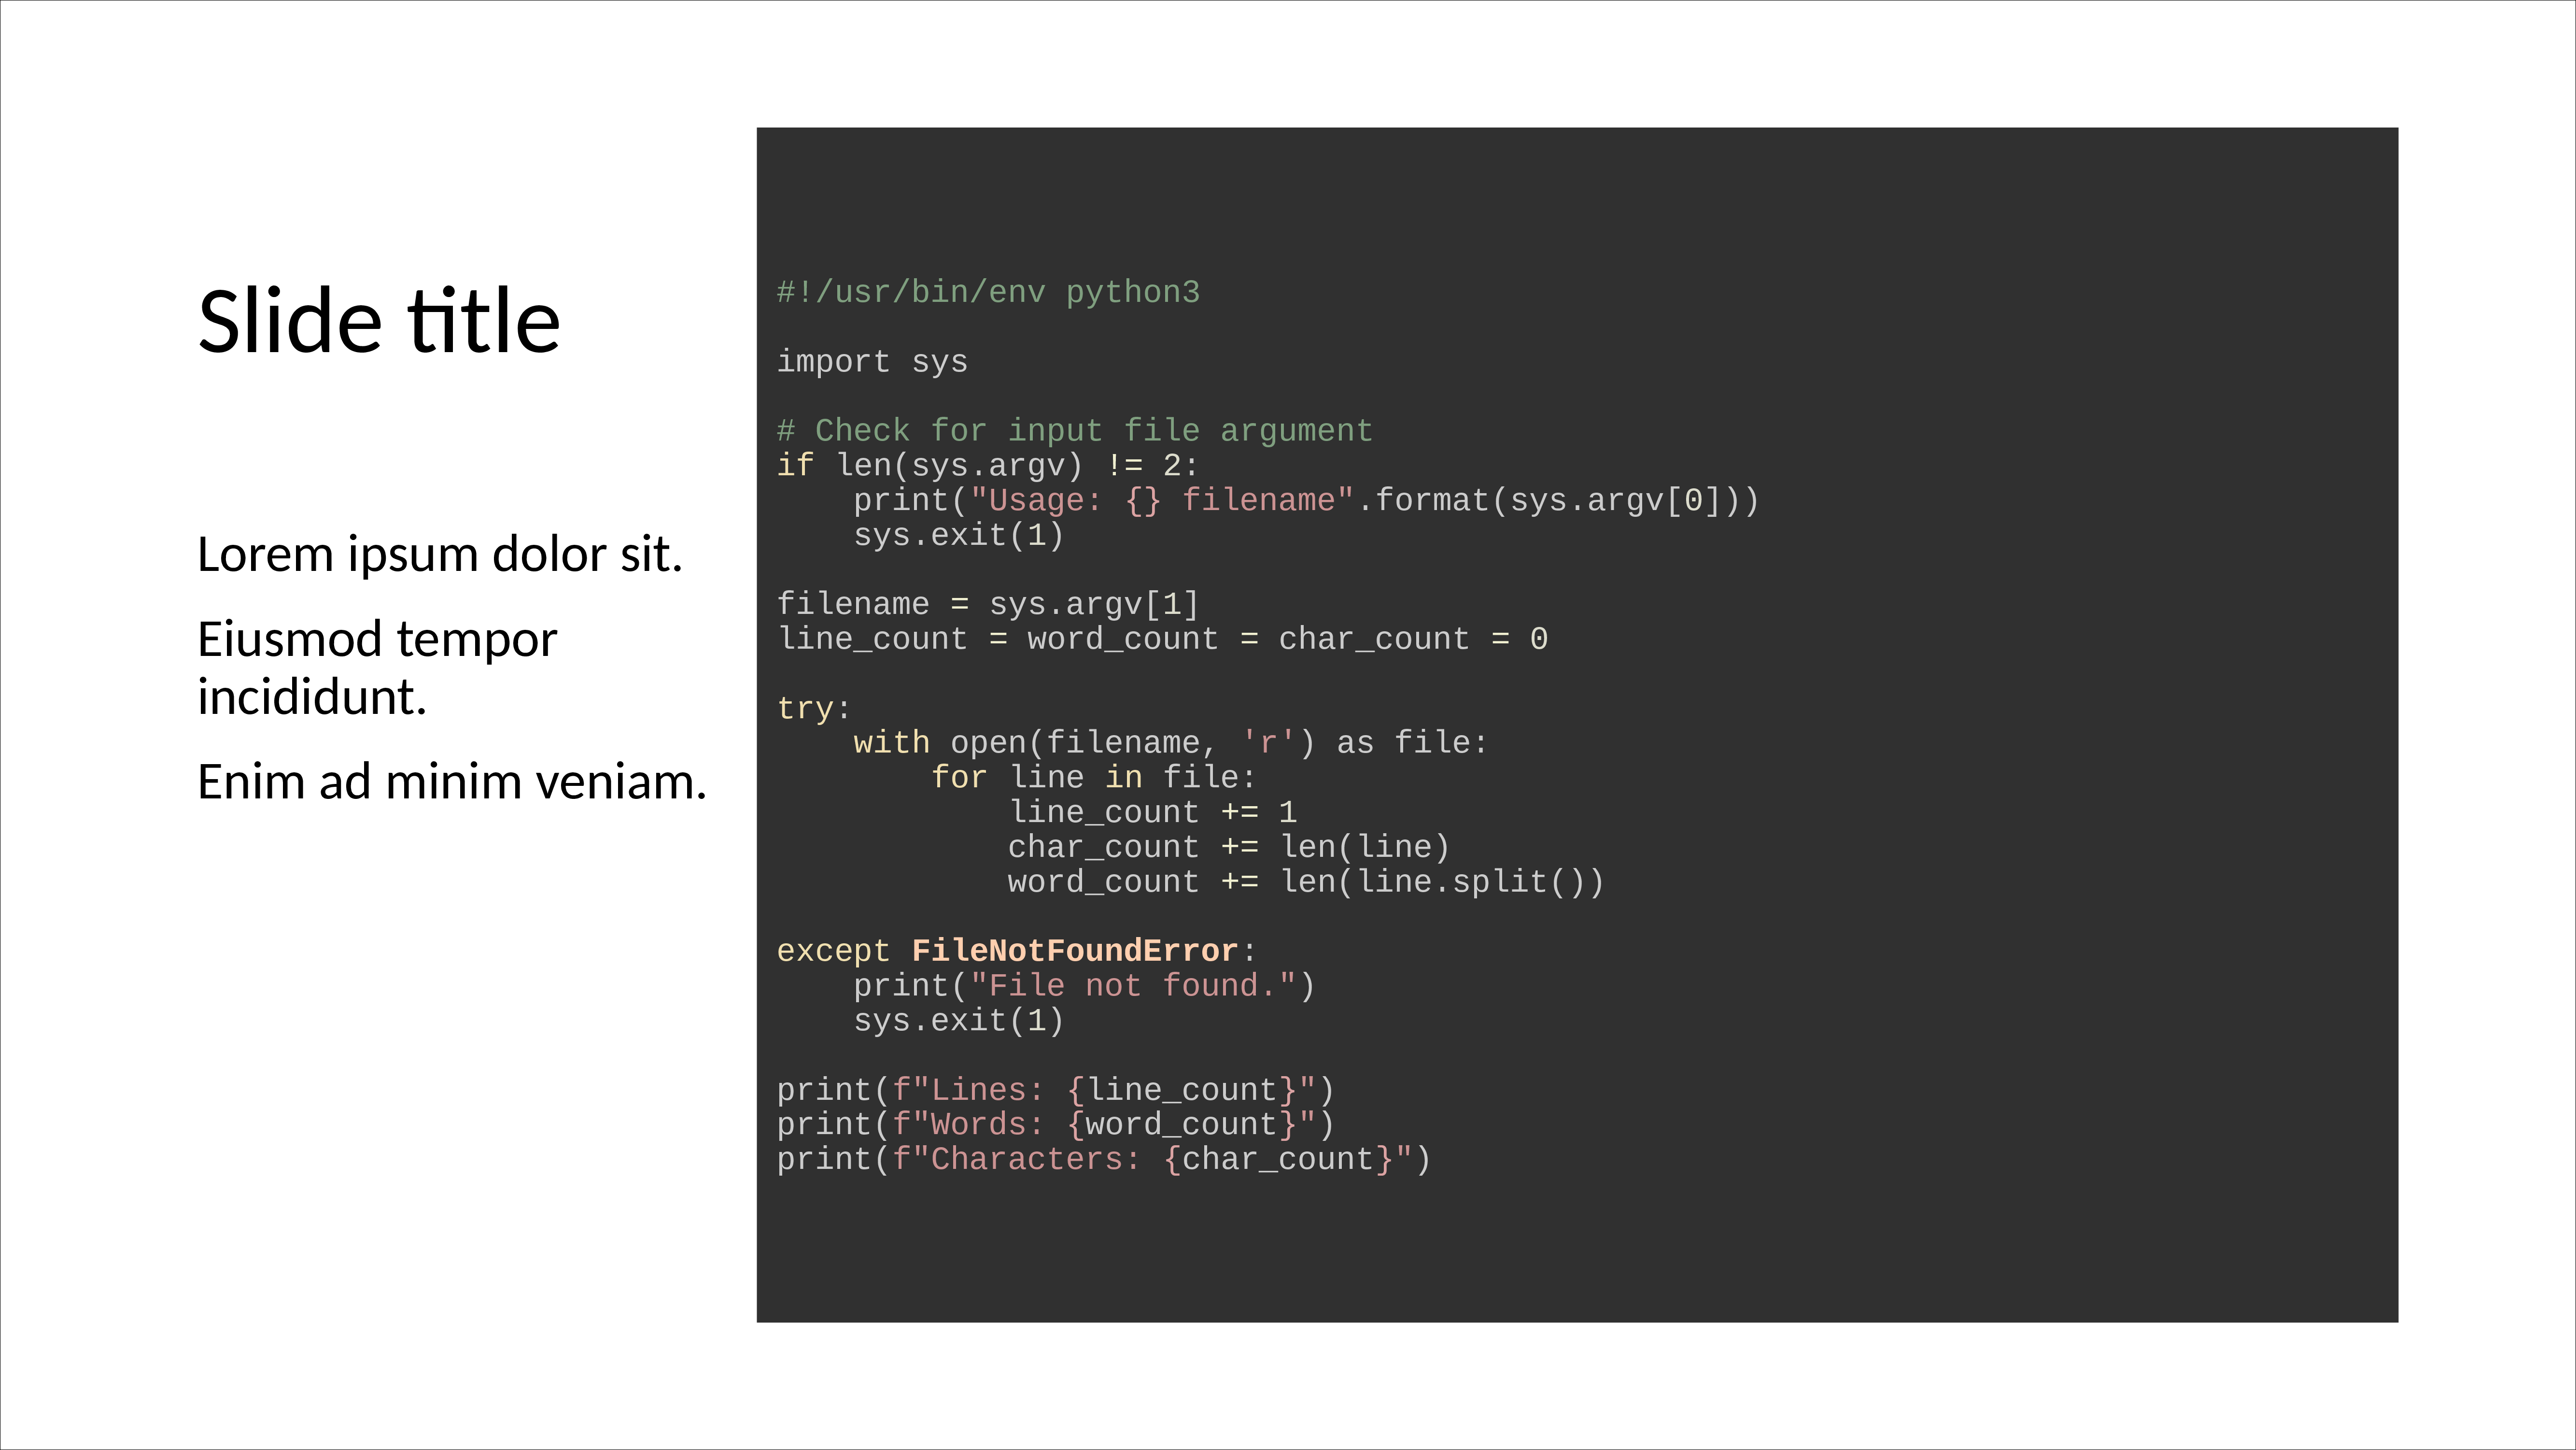 Slide title
Lorem ipsum dolor sit.
Eiusmod tempor
incididunt.
Enim ad minim veniam.
#!/usr/bin/env python3

import sys

# Check for input file argument
if len(sys.argv) != 2:
    print("Usage: {} filename".format(sys.argv[0]))
    sys.exit(1)

filename = sys.argv[1]
line_count = word_count = char_count = 0

try:
    with open(filename, 'r') as file:
        for line in file:
            line_count += 1
            char_count += len(line)
            word_count += len(line.split())

except FileNotFoundError:
    print("File not found.")
    sys.exit(1)

print(f"Lines: {line_count}")
print(f"Words: {word_count}")
print(f"Characters: {char_count}")